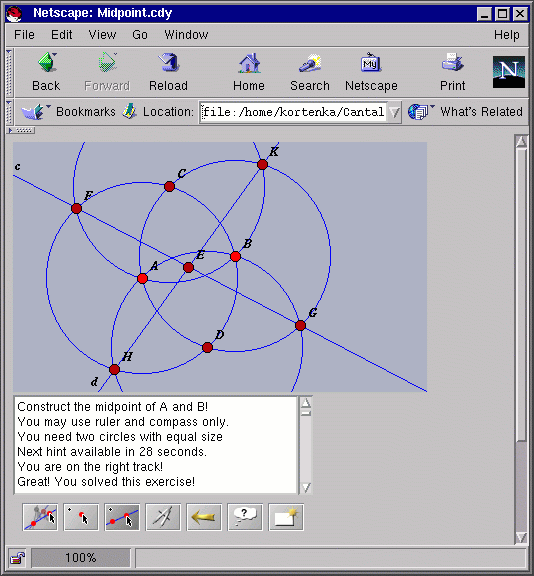 Netscape: Midpoint.cdy
File Edit View Go Window Help
Back Forward Reload Home Search Netscape Print
My
N
Bookmarks Location: file:/home/kortenka/Cantal What's Related
K
c
C
F
B
E
A
G
D
H
d
Construct the midpoint of A and B!
You may use ruler and compass only.
You need two circles with equal size
Next hint available in 28 seconds.
You are on the right track!
Great! You solved this exercise!
?
100%